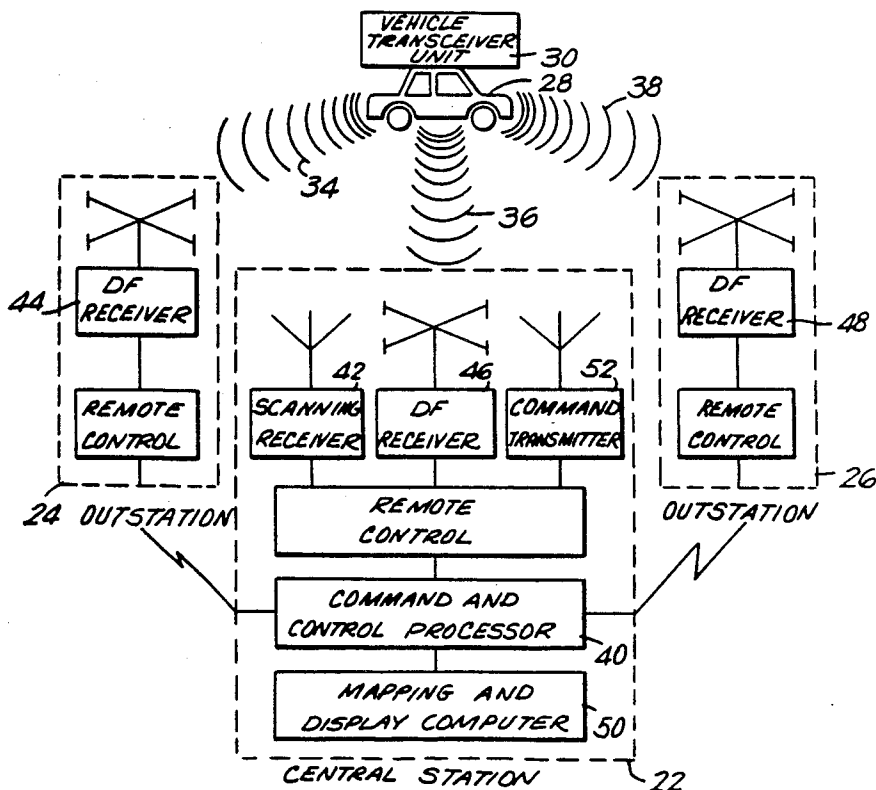 VEHICLE
TRANSCEIVER
UNIT
30
28
38
34
36
44
DF
RECEIVER
REMOTE
CONTROL
24 OUTSTATION
42
SCANNING
RECEIVER
46
DF
RECEIVER
52
COMMAND
TRANSMITTER
REMOTE
CONTROL
COMMAND AND
CONTROL PROCESSOR
40
MAPPING AND
DISPLAY COMPUTER
50
CENTRAL STATION
22
DF
RECEIVER
48
REMOTE
CONTROL
26
OUTSTATION